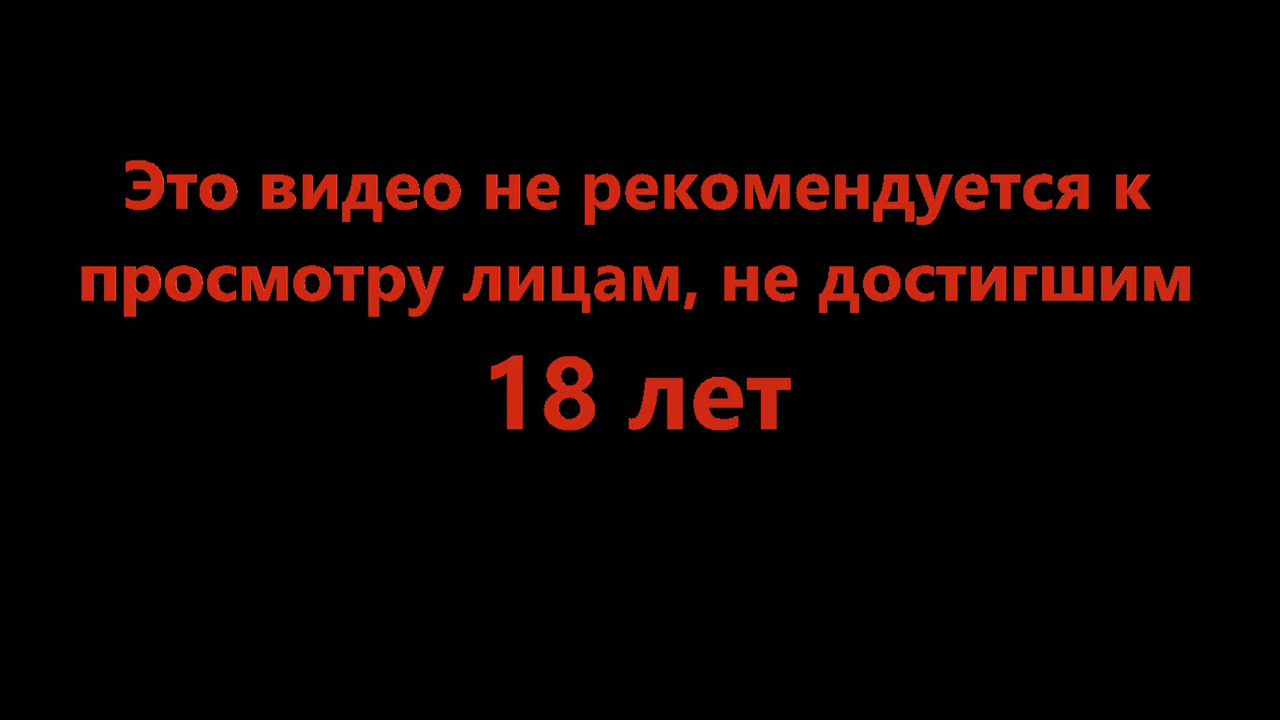 Это видео не рекомендуется к
просмотру лицам, не достигшим
18 лет